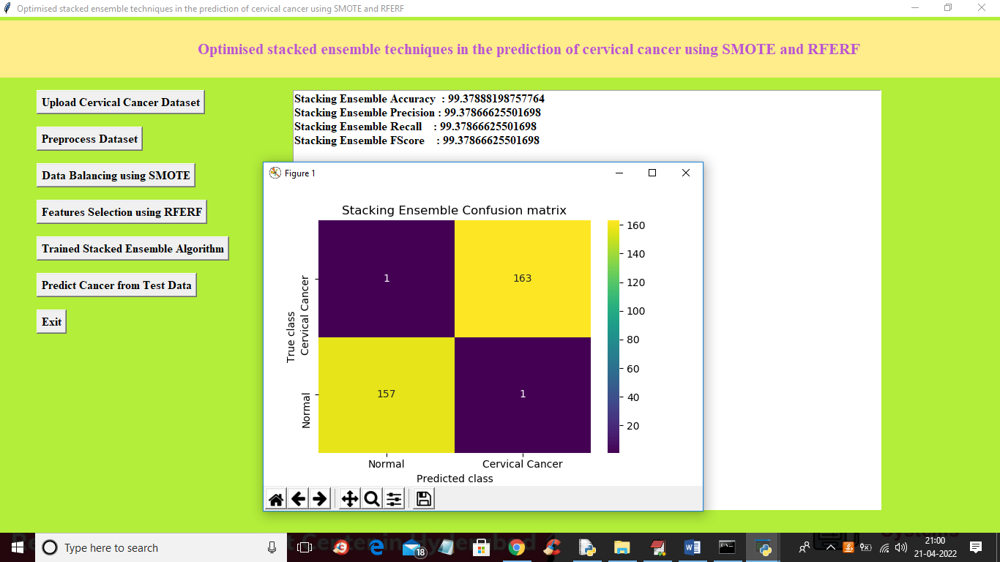 Optimised stacked ensemble techniques in the prediction of cervical cancer using SMOTE and RFERF
Optimised stacked ensemble techniques in the prediction of cervical cancer using SMOTE and RFERF
Upload Cervical Cancer Dataset
Preprocess Dataset
Data Balancing using SMOTE
Features Selection using RFERF
Trained Stacked Ensemble Algorithm
Predict Cancer from Test Data
Exit
Stacking Ensemble Accuracy : 99.37888198757764
Stacking Ensemble Precision : 99.37866625501698
Stacking Ensemble Recall : 99.37866625501698
Stacking Ensemble FScore : 99.37866625501698
Figure 1
Stacking Ensemble Confusion matrix
True class
Cervical Cancer
Normal
1
163
157
1
Normal
Cervical Cancer
Predicted class
160
140
120
100
80
60
40
20
Type here to search
18
21:00
21-04-2022